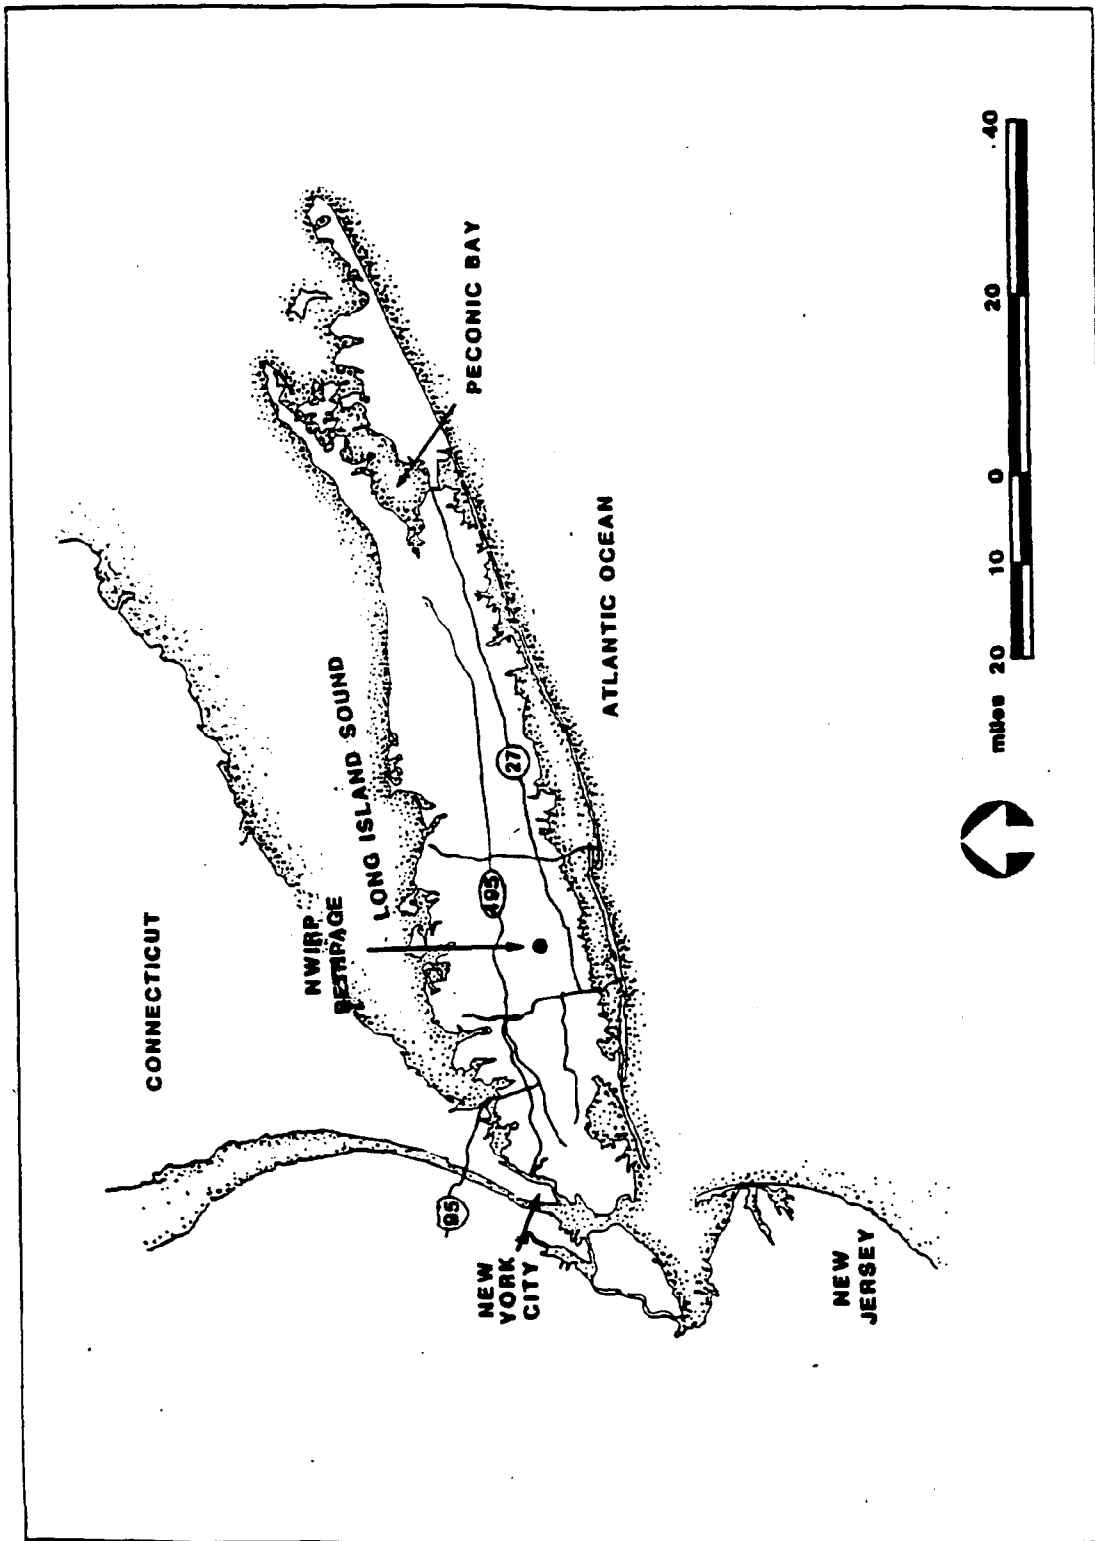 CONNECTICUT
NWIRP
BETHPAGE
LONG ISLAND SOUND
PECONIC BAY
95
495
27
NEW
YORK
CITY
ATLANTIC OCEAN
NEW
JERSEY
miles 20 10 0 20 40